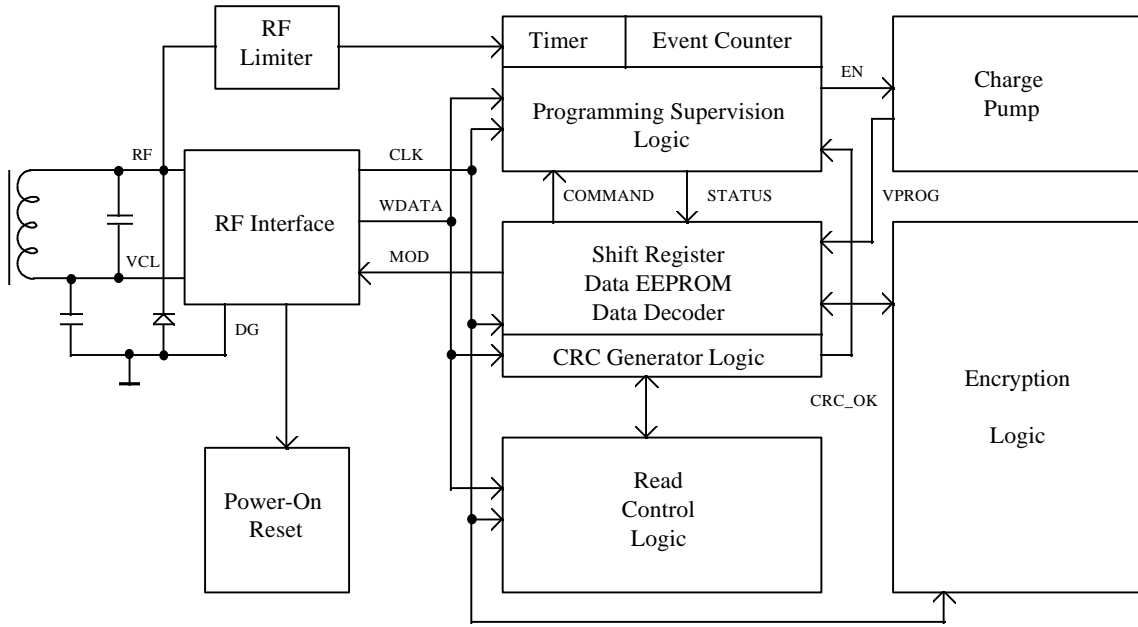 RF
Limiter
Timer
Event Counter
EN
Charge
Pump
Programming Supervision
Logic
RF
CLK
COMMAND
STATUS
VPROG
WDATA
RF Interface
Shift Register
Data EEPROM
Data Decoder
VCL
MOD
DG
CRC Generator Logic
CRC_OK
Encryption
Logic
Power-On
Reset
Read
Control
Logic